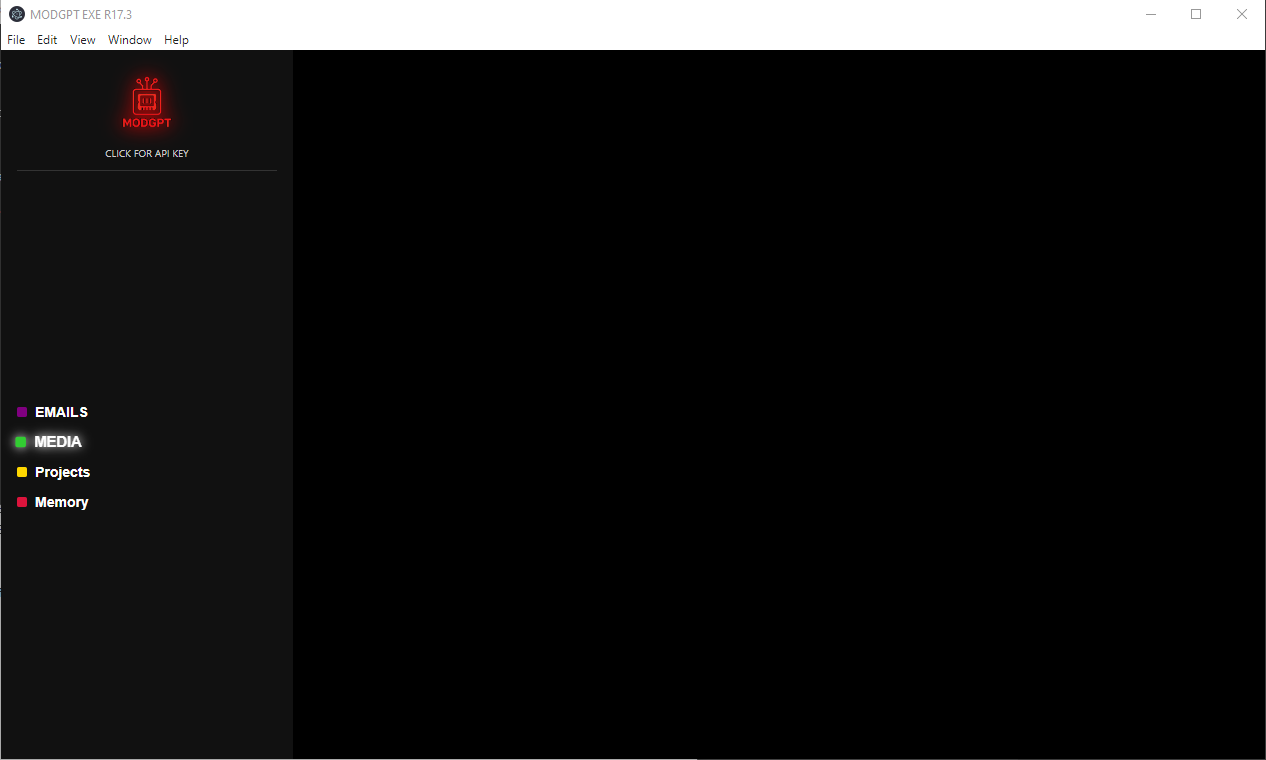 MODGPT EXE R17.3
File Edit View Window Help
MODGPT
CLICK FOR API KEY
EMAILS
MEDIA
Projects
Memory